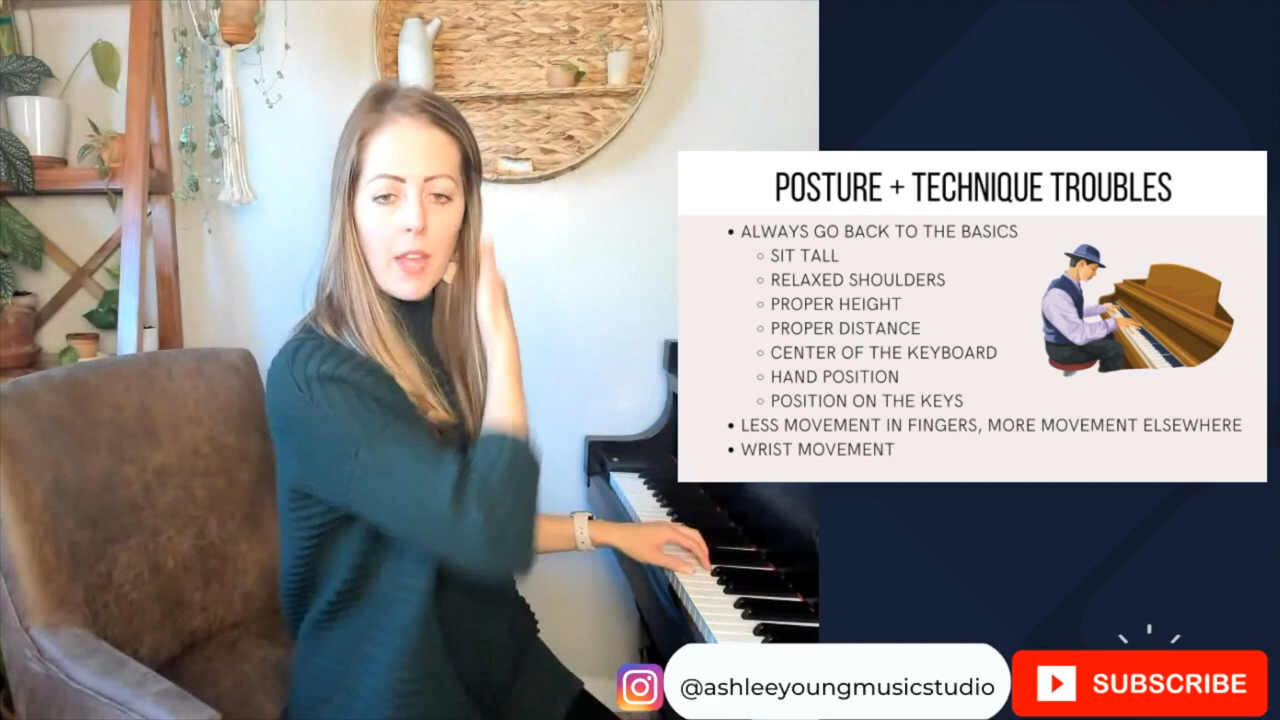 POSTURE + TECHNIQUE TROUBLES
• ALWAYS GO BACK TO THE BASICS
○ SIT TALL
○ RELAXED SHOULDERS
○ PROPER HEIGHT
○ PROPER DISTANCE
○ CENTER OF THE KEYBOARD
○ HAND POSITION
○ POSITION ON THE KEYS
• LESS MOVEMENT IN FINGERS, MORE MOVEMENT ELSEWHERE
• WRIST MOVEMENT
@ashleeyoungmusicstudio
SUBSCRIBE